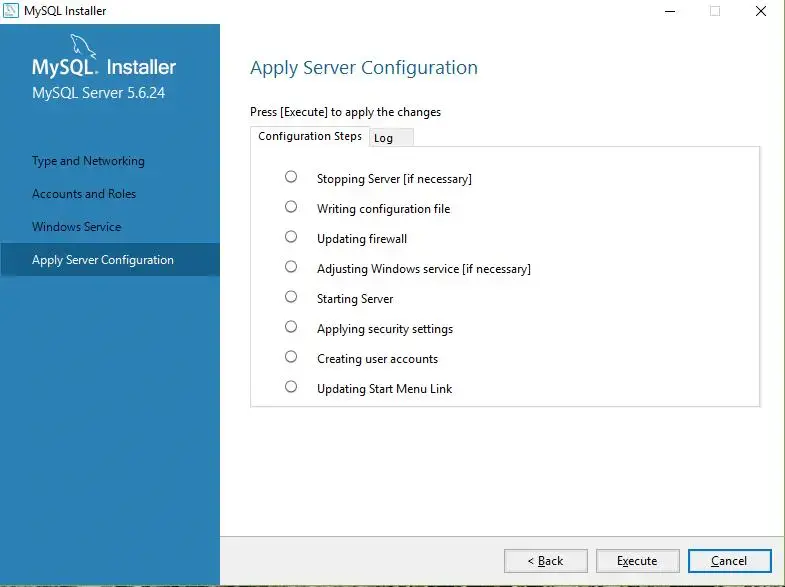 MySQL Installer
MySQL. Installer
MySQL Server 5.6.24
Type and Networking
Accounts and Roles
Windows Service
Apply Server Configuration
Apply Server Configuration
Press [Execute] to apply the changes
Configuration Steps Log
Stopping Server [if necessary]
Writing configuration file
Updating firewall
Adjusting Windows service [if necessary]
Starting Server
Applying security settings
Creating user accounts
Updating Start Menu Link
< Back Execute Cancel